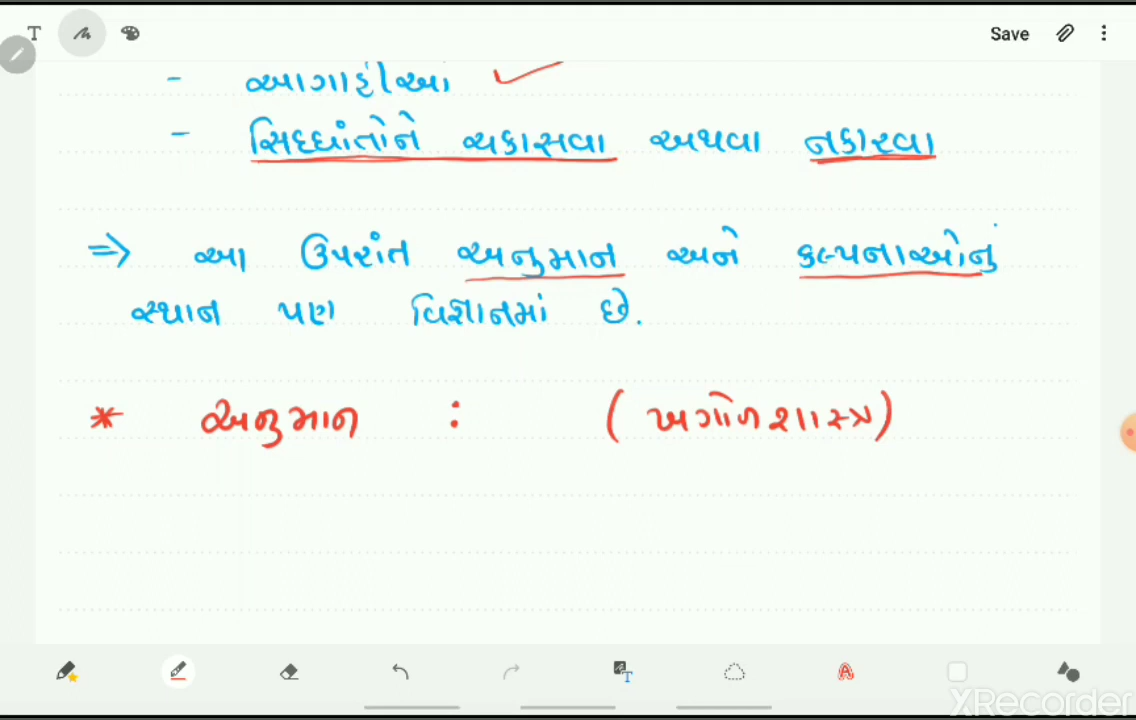 T
Save
- આગાહીઓ
- સિદ્ધાંતોને ચકાસવા અથવા નકારવા
⇒ આ ઉપરાંત અનુમાન અને કલ્પનાઓનું
સ્થાન પણ વિજ્ઞાનમાં છે.
* અનુમાન : (ખગોળશાસ્ત્ર)
T
A
XRecorder